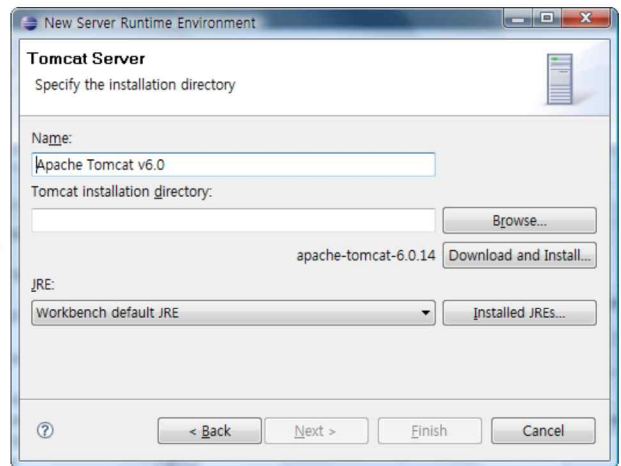 New Server Runtime Environment
Tomcat Server
Specify the installation directory
Name:
Apache Tomcat v6.0
Tomcat installation directory:
Browse...
apache-tomcat-6.0.14 Download and Install...
JRE:
Workbench default JRE Installed JREs...
? < Back Next > Finish Cancel